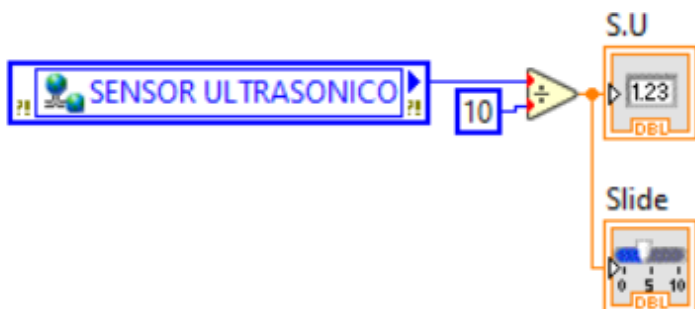 S.U
?! SENSOR ULTRASONICO ?!
10
÷
1.23
DBL
Slide
0 5 10
DBL